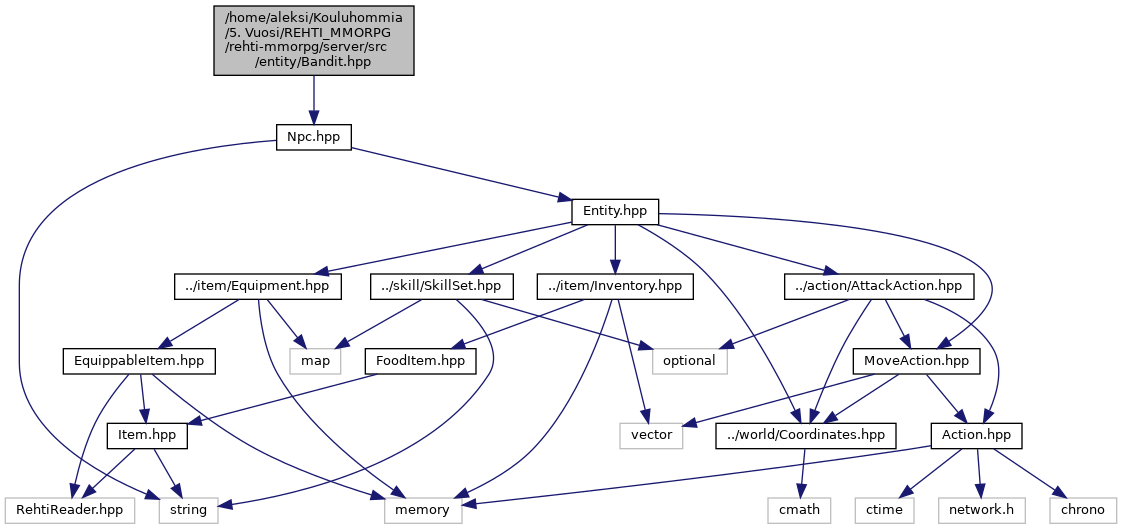 /home/aleksi/Kouluhommia
/5. Vuosi/REHTI_MMORPG
/rehti-mmorpg/server/src
/entity/Bandit.hpp
Npc.hpp
Entity.hpp
../item/Equipment.hpp
../skill/SkillSet.hpp
../item/Inventory.hpp
../action/AttackAction.hpp
EquippableItem.hpp
map
FoodItem.hpp
optional
MoveAction.hpp
Item.hpp
vector
../world/Coordinates.hpp
Action.hpp
RehtiReader.hpp
string
memory
cmath
ctime
network.h
chrono